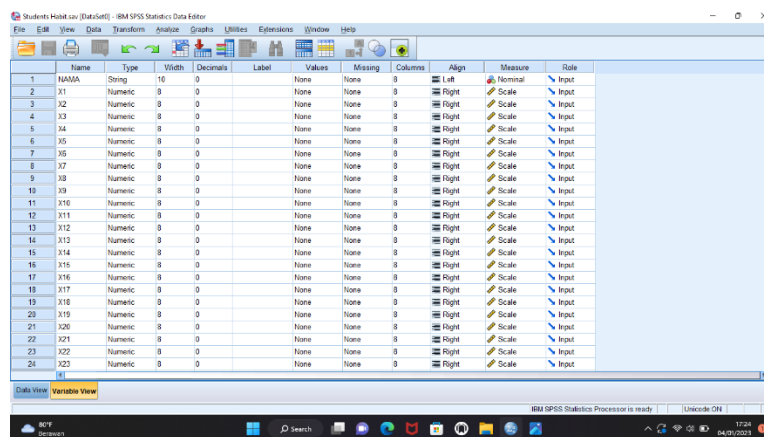 Students Habit.sav [DataSet0] - IBM SPSS Statistics Data Editor
File Edit View Data Transform Analyze Graphs Utilities Extensions Window Help
Name Type Width Decimals Label Values Missing Columns Align Measure Role
1 NAMA String 10 0 None None 8 Left Nominal Input
2 X1 Numeric 8 0 None None 8 Right Scale Input
3 X2 Numeric 8 0 None None 8 Right Scale Input
4 X3 Numeric 8 0 None None 8 Right Scale Input
5 X4 Numeric 8 0 None None 8 Right Scale Input
6 X5 Numeric 8 0 None None 8 Right Scale Input
7 X6 Numeric 8 0 None None 8 Right Scale Input
8 X7 Numeric 8 0 None None 8 Right Scale Input
9 X8 Numeric 8 0 None None 8 Right Scale Input
10 X9 Numeric 8 0 None None 8 Right Scale Input
11 X10 Numeric 8 0 None None 8 Right Scale Input
12 X11 Numeric 8 0 None None 8 Right Scale Input
13 X12 Numeric 8 0 None None 8 Right Scale Input
14 X13 Numeric 8 0 None None 8 Right Scale Input
15 X14 Numeric 8 0 None None 8 Right Scale Input
16 X15 Numeric 8 0 None None 8 Right Scale Input
17 X16 Numeric 8 0 None None 8 Right Scale Input
18 X17 Numeric 8 0 None None 8 Right Scale Input
19 X18 Numeric 8 0 None None 8 Right Scale Input
20 X19 Numeric 8 0 None None 8 Right Scale Input
21 X20 Numeric 8 0 None None 8 Right Scale Input
22 X21 Numeric 8 0 None None 8 Right Scale Input
23 X22 Numeric 8 0 None None 8 Right Scale Input
24 X23 Numeric 8 0 None None 8 Right Scale Input
Data View Variable View
IBM SPSS Statistics Processor is ready Unicode:ON
80°F
Berawan
Search
17:24
04/01/2023